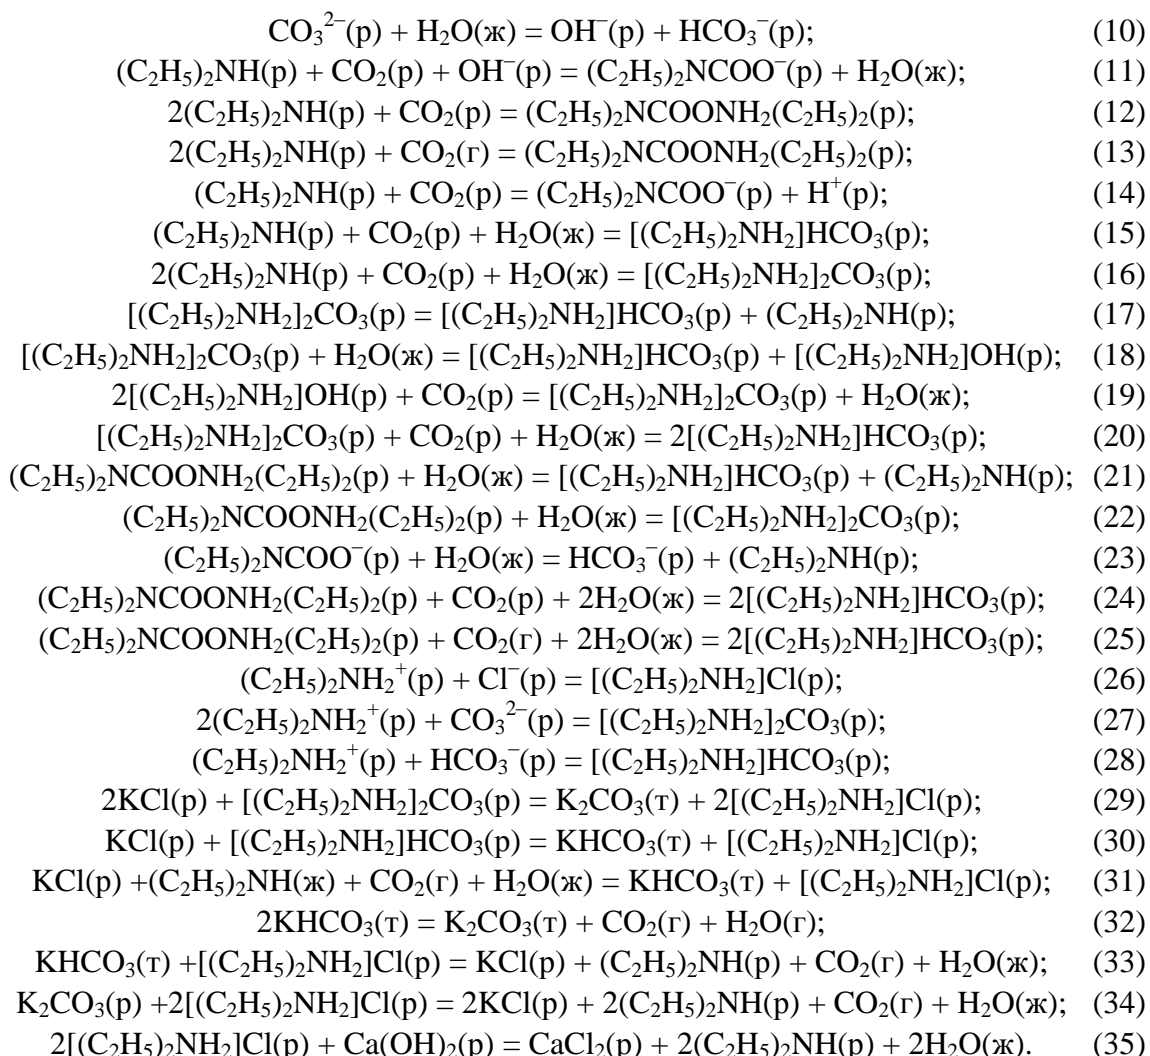 CO₃²⁻(р) + H₂O(ж) = OH⁻(р) + HCO₃⁻(р); (10)
(C₂H₅)₂NH(р) + CO₂(р) + OH⁻(р) = (C₂H₅)₂NCOO⁻(р) + H₂O(ж); (11)
2(C₂H₅)₂NH(р) + CO₂(р) = (C₂H₅)₂NCOONH₂(C₂H₅)₂(р); (12)
2(C₂H₅)₂NH(р) + CO₂(г) = (C₂H₅)₂NCOONH₂(C₂H₅)₂(р); (13)
(C₂H₅)₂NH(р) + CO₂(р) = (C₂H₅)₂NCOO⁻(р) + H⁺(р); (14)
(C₂H₅)₂NH(р) + CO₂(р) + H₂O(ж) = [(C₂H₅)₂NH₂]HCO₃(р); (15)
2(C₂H₅)₂NH(р) + CO₂(р) + H₂O(ж) = [(C₂H₅)₂NH₂]₂CO₃(р); (16)
[(C₂H₅)₂NH₂]₂CO₃(р) = [(C₂H₅)₂NH₂]HCO₃(р) + (C₂H₅)₂NH(р); (17)
[(C₂H₅)₂NH₂]₂CO₃(р) + H₂O(ж) = [(C₂H₅)₂NH₂]HCO₃(р) + [(C₂H₅)₂NH₂]OH(р); (18)
2[(C₂H₅)₂NH₂]OH(р) + CO₂(р) = [(C₂H₅)₂NH₂]₂CO₃(р) + H₂O(ж); (19)
[(C₂H₅)₂NH₂]₂CO₃(р) + CO₂(р) + H₂O(ж) = 2[(C₂H₅)₂NH₂]HCO₃(р); (20)
(C₂H₅)₂NCOONH₂(C₂H₅)₂(р) + H₂O(ж) = [(C₂H₅)₂NH₂]HCO₃(р) + (C₂H₅)₂NH(р); (21)
(C₂H₅)₂NCOONH₂(C₂H₅)₂(р) + H₂O(ж) = [(C₂H₅)₂NH₂]₂CO₃(р); (22)
(C₂H₅)₂NCOO⁻(р) + H₂O(ж) = HCO₃⁻(р) + (C₂H₅)₂NH(р); (23)
(C₂H₅)₂NCOONH₂(C₂H₅)₂(р) + CO₂(р) + 2H₂O(ж) = 2[(C₂H₅)₂NH₂]HCO₃(р); (24)
(C₂H₅)₂NCOONH₂(C₂H₅)₂(р) + CO₂(г) + 2H₂O(ж) = 2[(C₂H₅)₂NH₂]HCO₃(р); (25)
(C₂H₅)₂NH₂⁺(р) + Cl⁻(р) = [(C₂H₅)₂NH₂]Cl(р); (26)
2(C₂H₅)₂NH₂⁺(р) + CO₃²⁻(р) = [(C₂H₅)₂NH₂]₂CO₃(р); (27)
(C₂H₅)₂NH₂⁺(р) + HCO₃⁻(р) = [(C₂H₅)₂NH₂]HCO₃(р); (28)
2KCl(р) + [(C₂H₅)₂NH₂]₂CO₃(р) = K₂CO₃(т) + 2[(C₂H₅)₂NH₂]Cl(р); (29)
KCl(р) + [(C₂H₅)₂NH₂]HCO₃(р) = KHCO₃(т) + [(C₂H₅)₂NH₂]Cl(р); (30)
KCl(р) +(C₂H₅)₂NH(ж) + CO₂(г) + H₂O(ж) = KHCO₃(т) + [(C₂H₅)₂NH₂]Cl(р); (31)
2KHCO₃(т) = K₂CO₃(т) + CO₂(г) + H₂O(г); (32)
KHCO₃(т) +[(C₂H₅)₂NH₂]Cl(р) = KCl(р) + (C₂H₅)₂NH(р) + CO₂(г) + H₂O(ж); (33)
K₂CO₃(р) +2[(C₂H₅)₂NH₂]Cl(р) = 2KCl(р) + 2(C₂H₅)₂NH(р) + CO₂(г) + H₂O(ж); (34)
2[(C₂H₅)₂NH₂]Cl(р) + Ca(OH)₂(р) = CaCl₂(р) + 2(C₂H₅)₂NH(р) + 2H₂O(ж). (35)